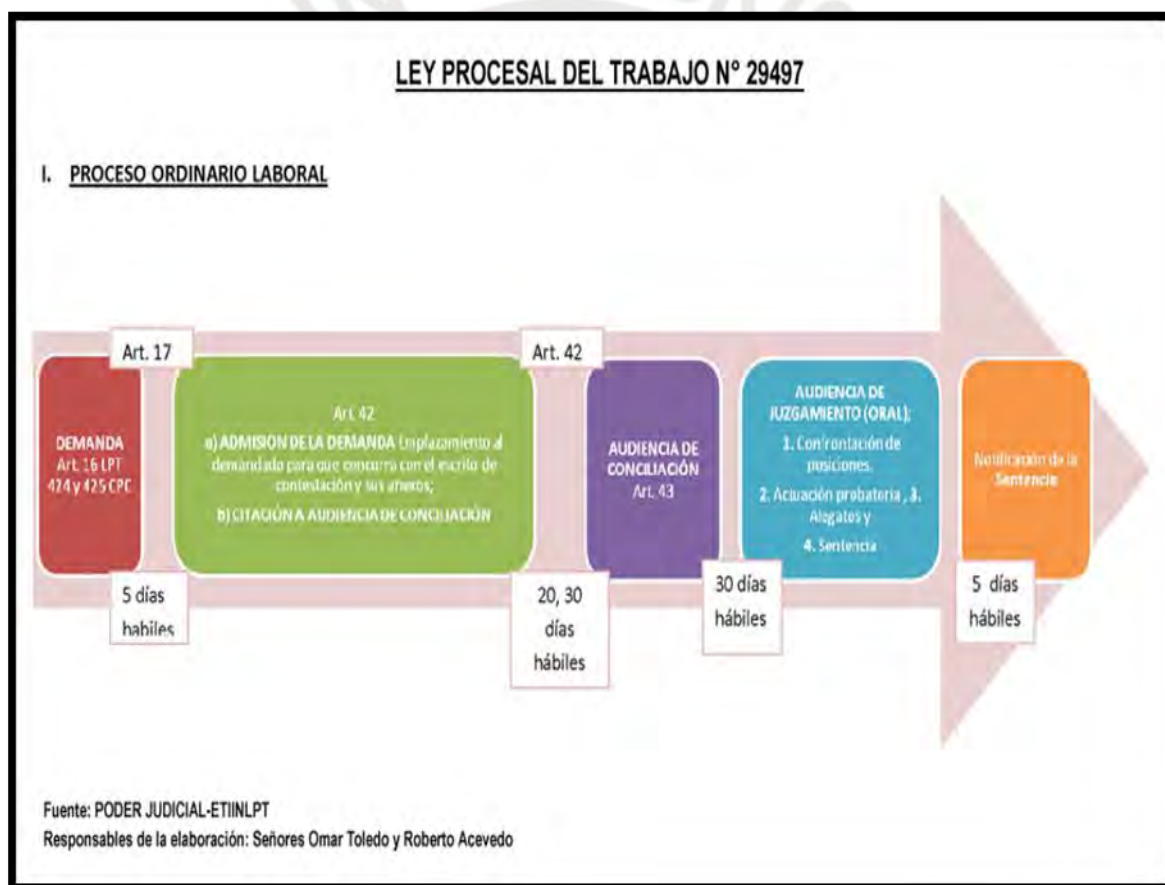 LEY PROCESAL DEL TRABAJO N° 29497
I. PROCESO ORDINARIO LABORAL
Art. 17
Art. 42
DEMANDA
Art. 16 LPT
424 y 425 CPC
Art. 42
a) ADMISION DE LA DEMANDA Emplazamiento al
demandado para que concurra con el escrito de
contestación y sus anexos;
b) CITACIÓN A AUDIENCIA DE CONCILIACIÓN
AUDIENCIA DE
CONCILIACIÓN
Art. 43
AUDIENCIA DE
JUZGAMIENTO (ORAL);
1. Confrontación de
posiciones.
2. Actuación probatoria , 3.
Alegatos y
4. Sentencia
Notificación de la
Sentencia
5 días
habiles
20, 30
días
hábiles
30 días
hábiles
5 días
hábiles
Fuente: PODER JUDICIAL-ETIINLPT
Responsables de la elaboración: Señores Omar Toledo y Roberto Acevedo